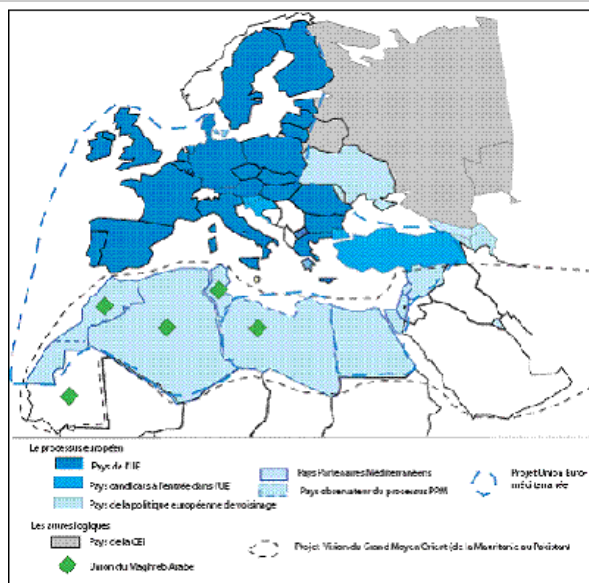 Le processus européen
Pays de l'UE
Pays candidats à l'entrée dans l'UE
Pays de la politique européenne de voisinage
Pays Partenaires Méditerranéens
Pays observateur du processus
Projet Union Euro-
méditerranée
Les autres logiques
Pays de la CEI
Union du Maghreb Arabe
Projet Vision du Grand Moyen Orient (de la Mauritanie au Pakistan)